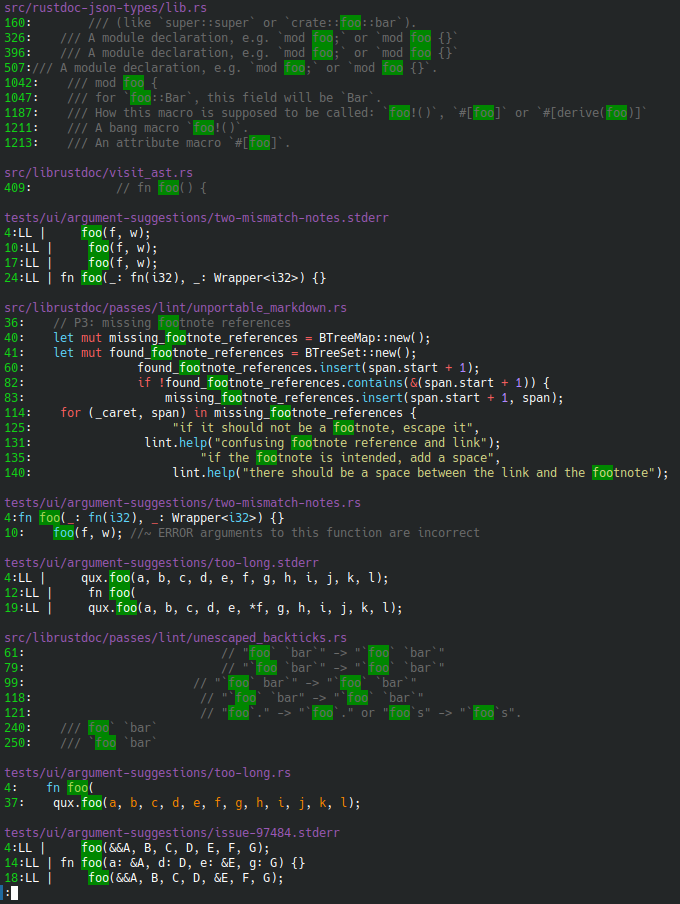 src/rustdoc-json-types/lib.rs
160:        /// (like `super::super` or `crate::foo::bar`).
326:    /// A module declaration, e.g. `mod foo;` or `mod foo {}`
396:    /// A module declaration, e.g. `mod foo;` or `mod foo {}`
507:/// A module declaration, e.g. `mod foo;` or `mod foo {}`.
1042:    /// mod foo {
1047:    /// for `foo::Bar`, this field will be `Bar`.
1187:    /// How this macro is supposed to be called: `foo!()`, `#[foo]` or `#[derive(foo)]`
1211:    /// A bang macro `foo!()`.
1213:    /// An attribute macro `#[foo]`.

src/librustdoc/visit_ast.rs
409:            // fn foo() {

tests/ui/argument-suggestions/two-mismatch-notes.stderr
4:LL |     foo(f, w);
10:LL |     foo(f, w);
17:LL |     foo(f, w);
24:LL | fn foo(_: fn(i32), _: Wrapper<i32>) {}

src/librustdoc/passes/lint/unportable_markdown.rs
36:    // P3: missing footnote references
40:    let mut missing_footnote_references = BTreeMap::new();
41:    let mut found_footnote_references = BTreeSet::new();
60:                found_footnote_references.insert(span.start + 1);
82:                if !found_footnote_references.contains(&(span.start + 1)) {
83:                    missing_footnote_references.insert(span.start + 1, span);
114:    for (_caret, span) in missing_footnote_references {
125:                    "if it should not be a footnote, escape it",
131:                lint.help("confusing footnote reference and link");
135:                        "if the footnote is intended, add a space",
140:                    lint.help("there should be a space between the link and the footnote");

tests/ui/argument-suggestions/two-mismatch-notes.rs
4:fn foo(_: fn(i32), _: Wrapper<i32>) {}
10:    foo(f, w); //~ ERROR arguments to this function are incorrect

tests/ui/argument-suggestions/too-long.stderr
4:LL |     qux.foo(a, b, c, d, e, f, g, h, i, j, k, l);
12:LL |     fn foo(
19:LL |     qux.foo(a, b, c, d, e, *f, g, h, i, j, k, l);

src/librustdoc/passes/lint/unescaped_backticks.rs
61:                           // "foo` `bar`" -> "`foo` `bar`"
79:                           // "`foo `bar`" -> "`foo` `bar`"
99:                       // "`foo` bar`" -> "`foo` `bar`"
118:                        // "`foo` `bar" -> "`foo` `bar`"
121:                        // "foo`." -> "`foo`." or "foo`s" -> "`foo`s".
240:    /// foo` `bar`
250:    /// `foo `bar`

tests/ui/argument-suggestions/too-long.rs
4:    fn foo(
37:    qux.foo(a, b, c, d, e, f, g, h, i, j, k, l);

tests/ui/argument-suggestions/issue-97484.stderr
4:LL |     foo(&&A, B, C, D, E, F, G);
14:LL | fn foo(a: &A, d: D, e: &E, g: G) {}
18:LL |     foo(&&A, B, C, D, &E, F, G);
: